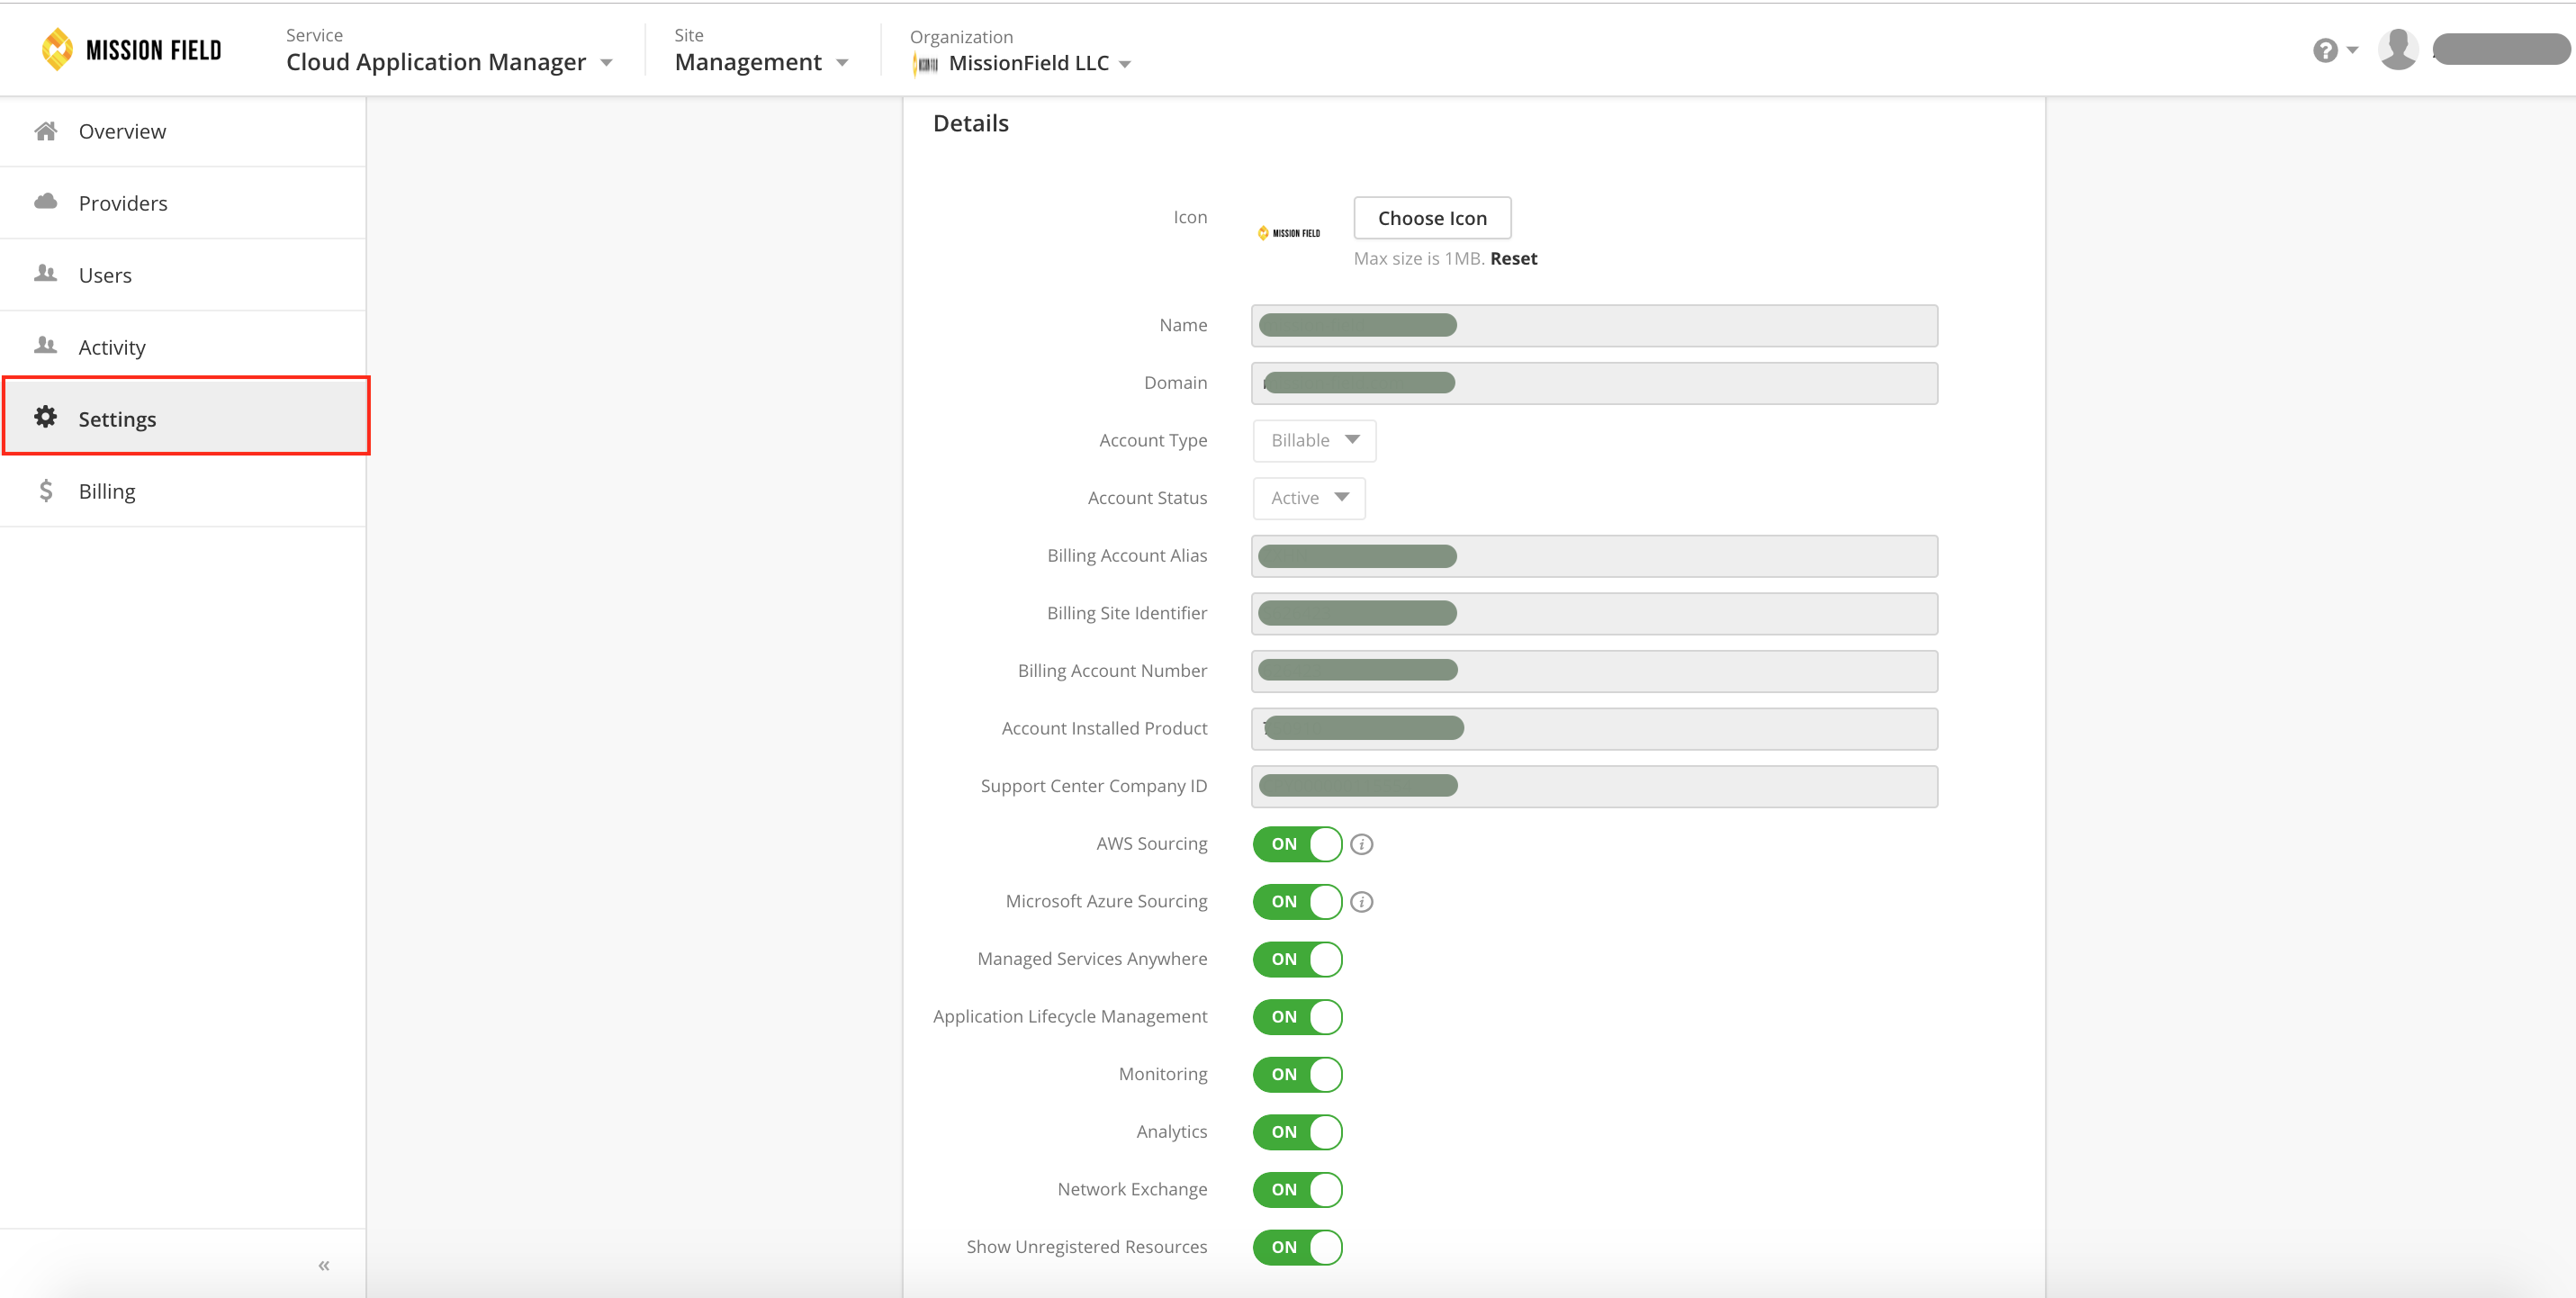 MISSION FIELD
Service
Cloud Application Manager
Site
Management
Organization
MissionField LLC
Overview
Providers
Users
Activity
Settings
Billing
«
Details
Icon
MISSION FIELD
Choose Icon
Max size is 1MB. Reset
Name
Domain
Account Type
Billable
Account Status
Active
Billing Account Alias
Billing Site Identifier
Billing Account Number
Account Installed Product
Support Center Company ID
AWS Sourcing
ON
Microsoft Azure Sourcing
ON
Managed Services Anywhere
ON
Application Lifecycle Management
ON
Monitoring
ON
Analytics
ON
Network Exchange
ON
Show Unregistered Resources
ON